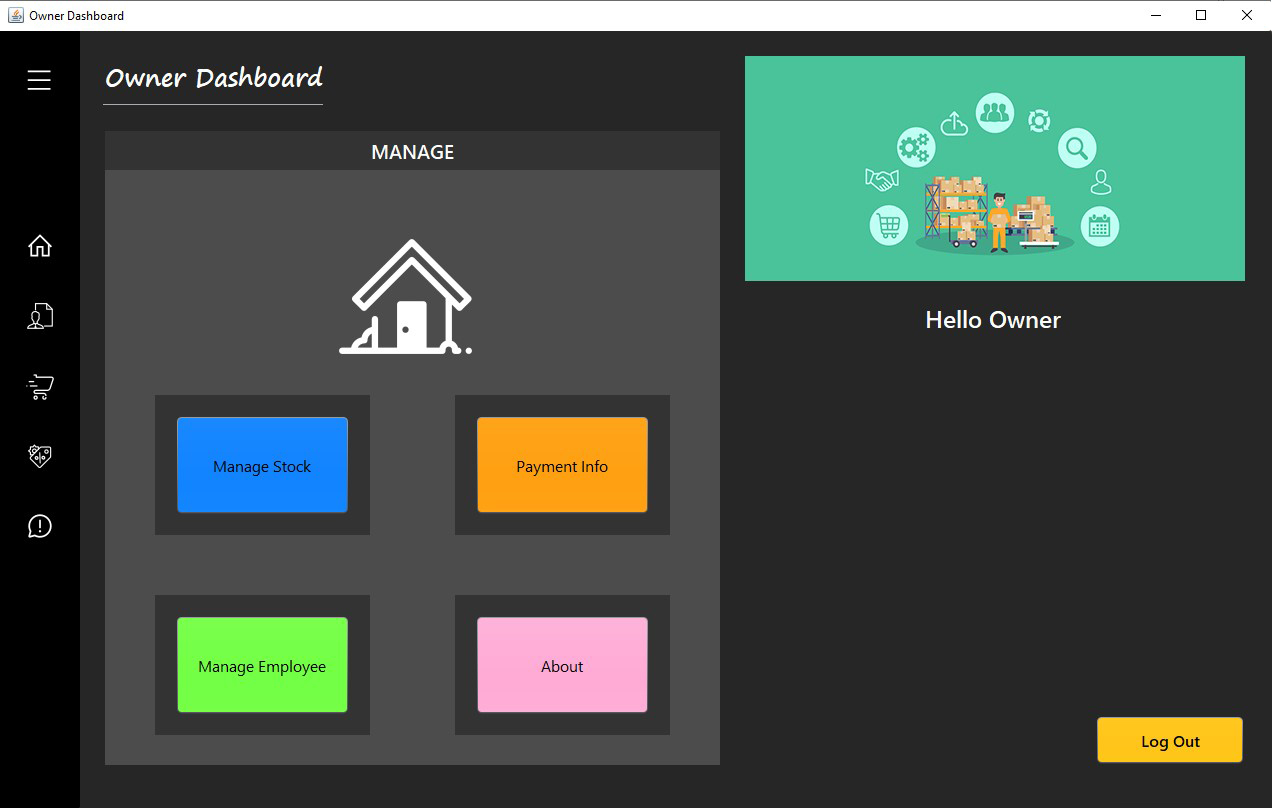 Owner Dashboard
Owner Dashboard
MANAGE
Hello Owner
Manage Stock
Payment Info
Manage Employee
About
Log Out